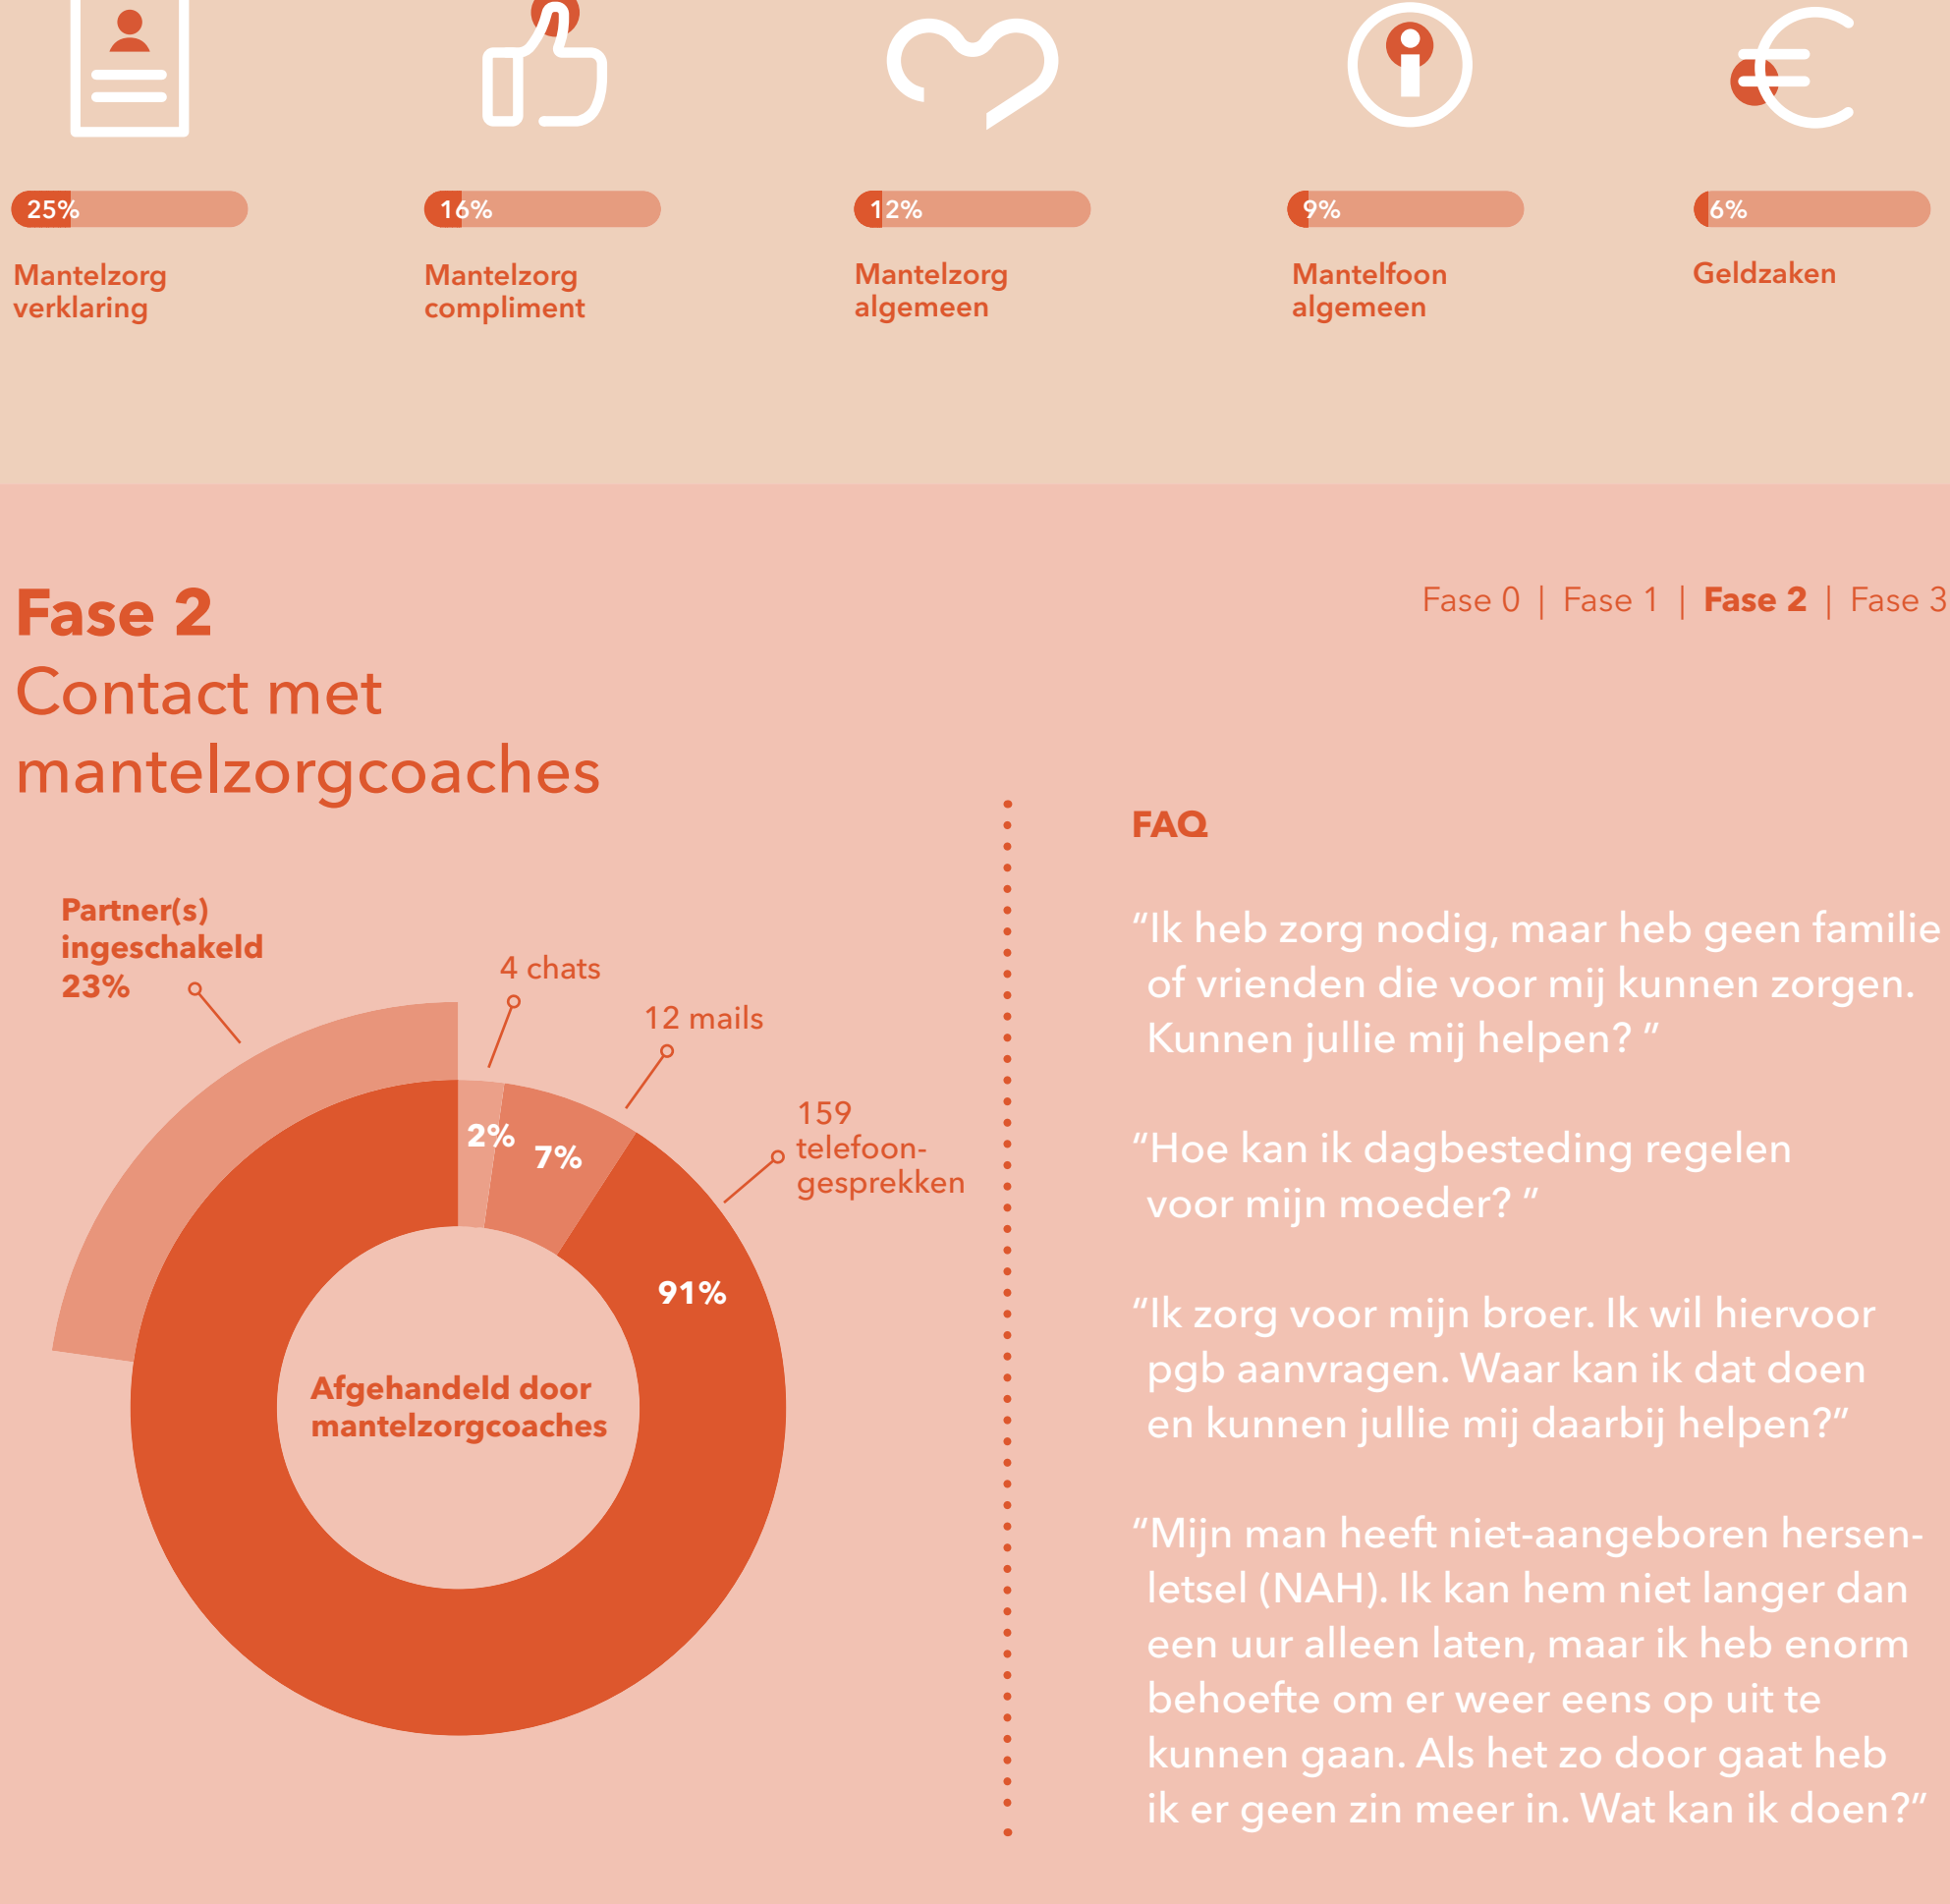 25%
16%
12%
9%
6%
Mantelzorg
verklaring
Mantelzorg
compliment
Mantelzorg
algemeen
Mantelfoon
algemeen
Geldzaken
Fase 2
Contact met
mantelzorgcoaches
Fase 0 | Fase 1 | Fase 2 | Fase 3
Partner(s)
ingeschakeld
23%
4 chats
12 mails
159
telefoon-
gesprekken
2%
7%
91%
Afgehandeld door
mantelzorgcoaches
FAQ
“Ik heb zorg nodig, maar heb geen familie
of vrienden die voor mij kunnen zorgen.
Kunnen jullie mij helpen? ”
“Hoe kan ik dagbesteding regelen
voor mijn moeder? ”
“Ik zorg voor mijn broer. Ik wil hiervoor
pgb aanvragen. Waar kan ik dat doen
en kunnen jullie mij daarbij helpen?”
“Mijn man heeft niet-aangeboren hersen-
letsel (NAH). Ik kan hem niet langer dan
een uur alleen laten, maar ik heb enorm
behoefte om er weer eens op uit te
kunnen gaan. Als het zo door gaat heb
ik er geen zin meer in. Wat kan ik doen?”